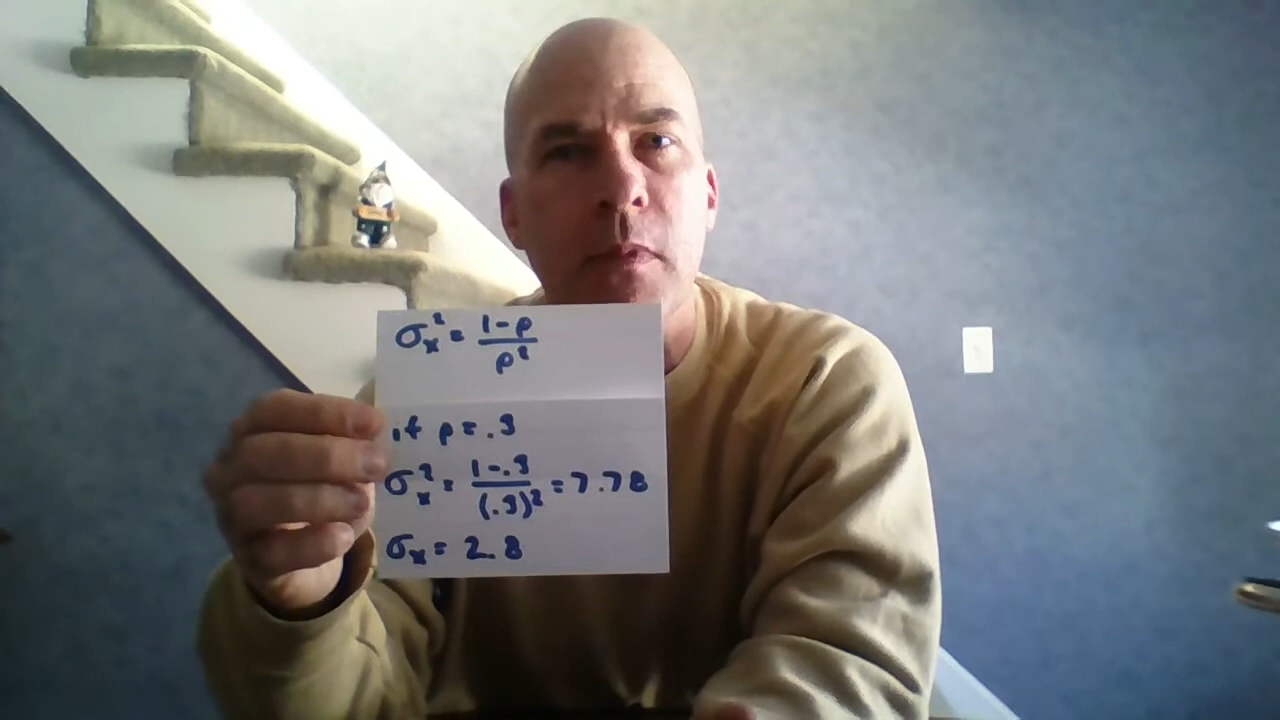 σₓ² = (1-p)/p²
if p = .3
σₓ² = (1-.3)/(.3)² = 7.78
σₓ = 2.8